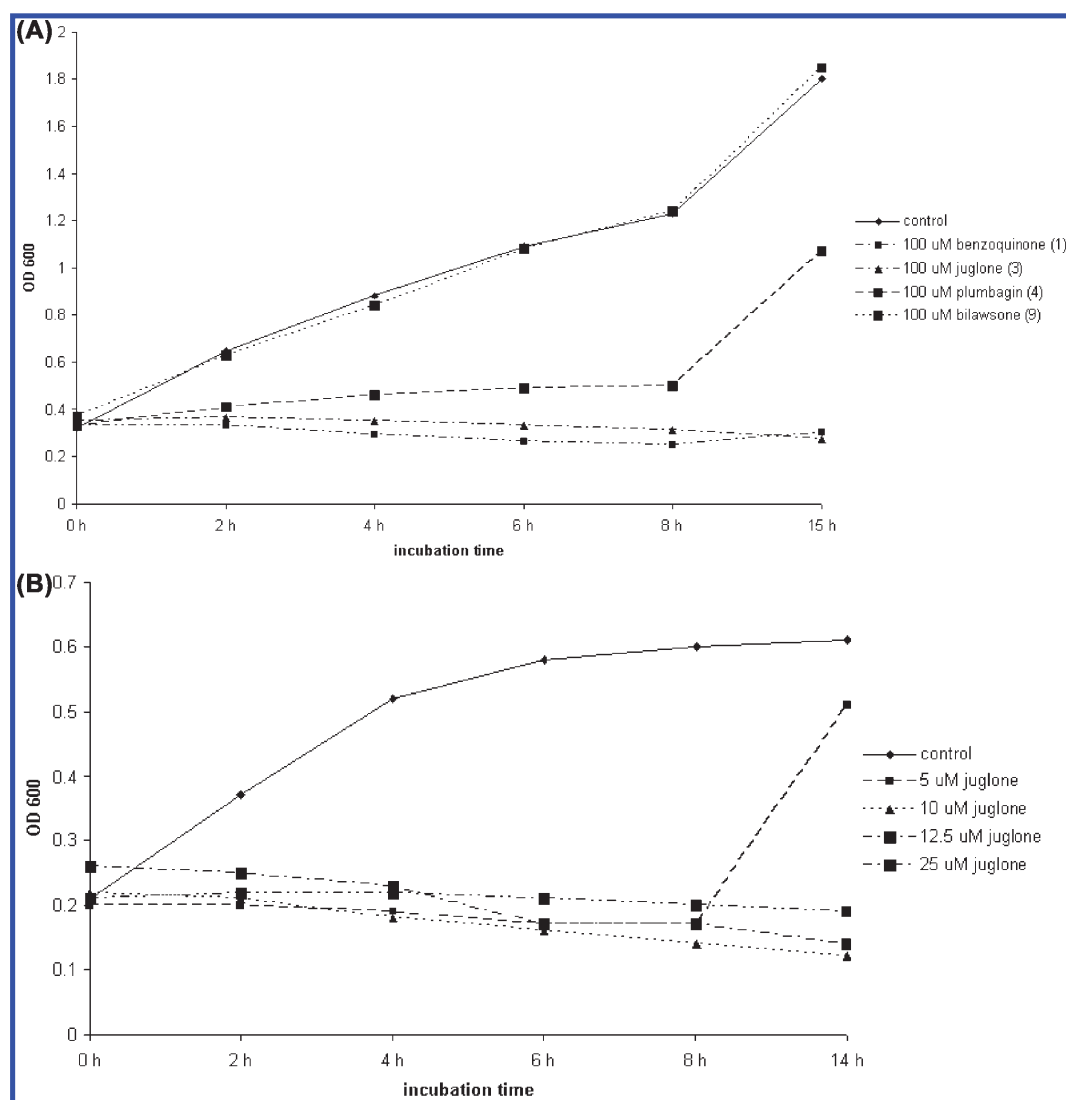 (A)
2
1.8
1.6
1.4
1.2
1
0.8
0.6
0.4
0.2
0
OD 600
0 h 2 h 4 h 6 h 8 h 15 h
incubation time
control
100 uM benzoquinone (1)
100 uM juglone (3)
100 uM plumbagin (4)
100 uM bilawsone (9)
(B)
0.7
0.6
0.5
0.4
0.3
0.2
0.1
0
OD 600
0 h 2 h 4 h 6 h 8 h 14 h
incubation time
control
5 uM juglone
10 uM juglone
12.5 uM juglone
25 uM juglone